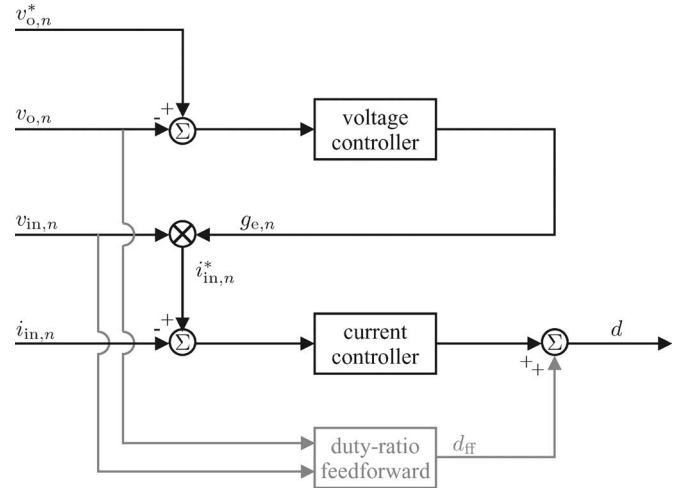 v*o,n
- +
vo,n
Σ
voltage
controller
vin,n
ge,n
i*in,n
- +
iin,n
Σ
current
controller
Σ
d
+ +
duty-ratio
feedforward
dff